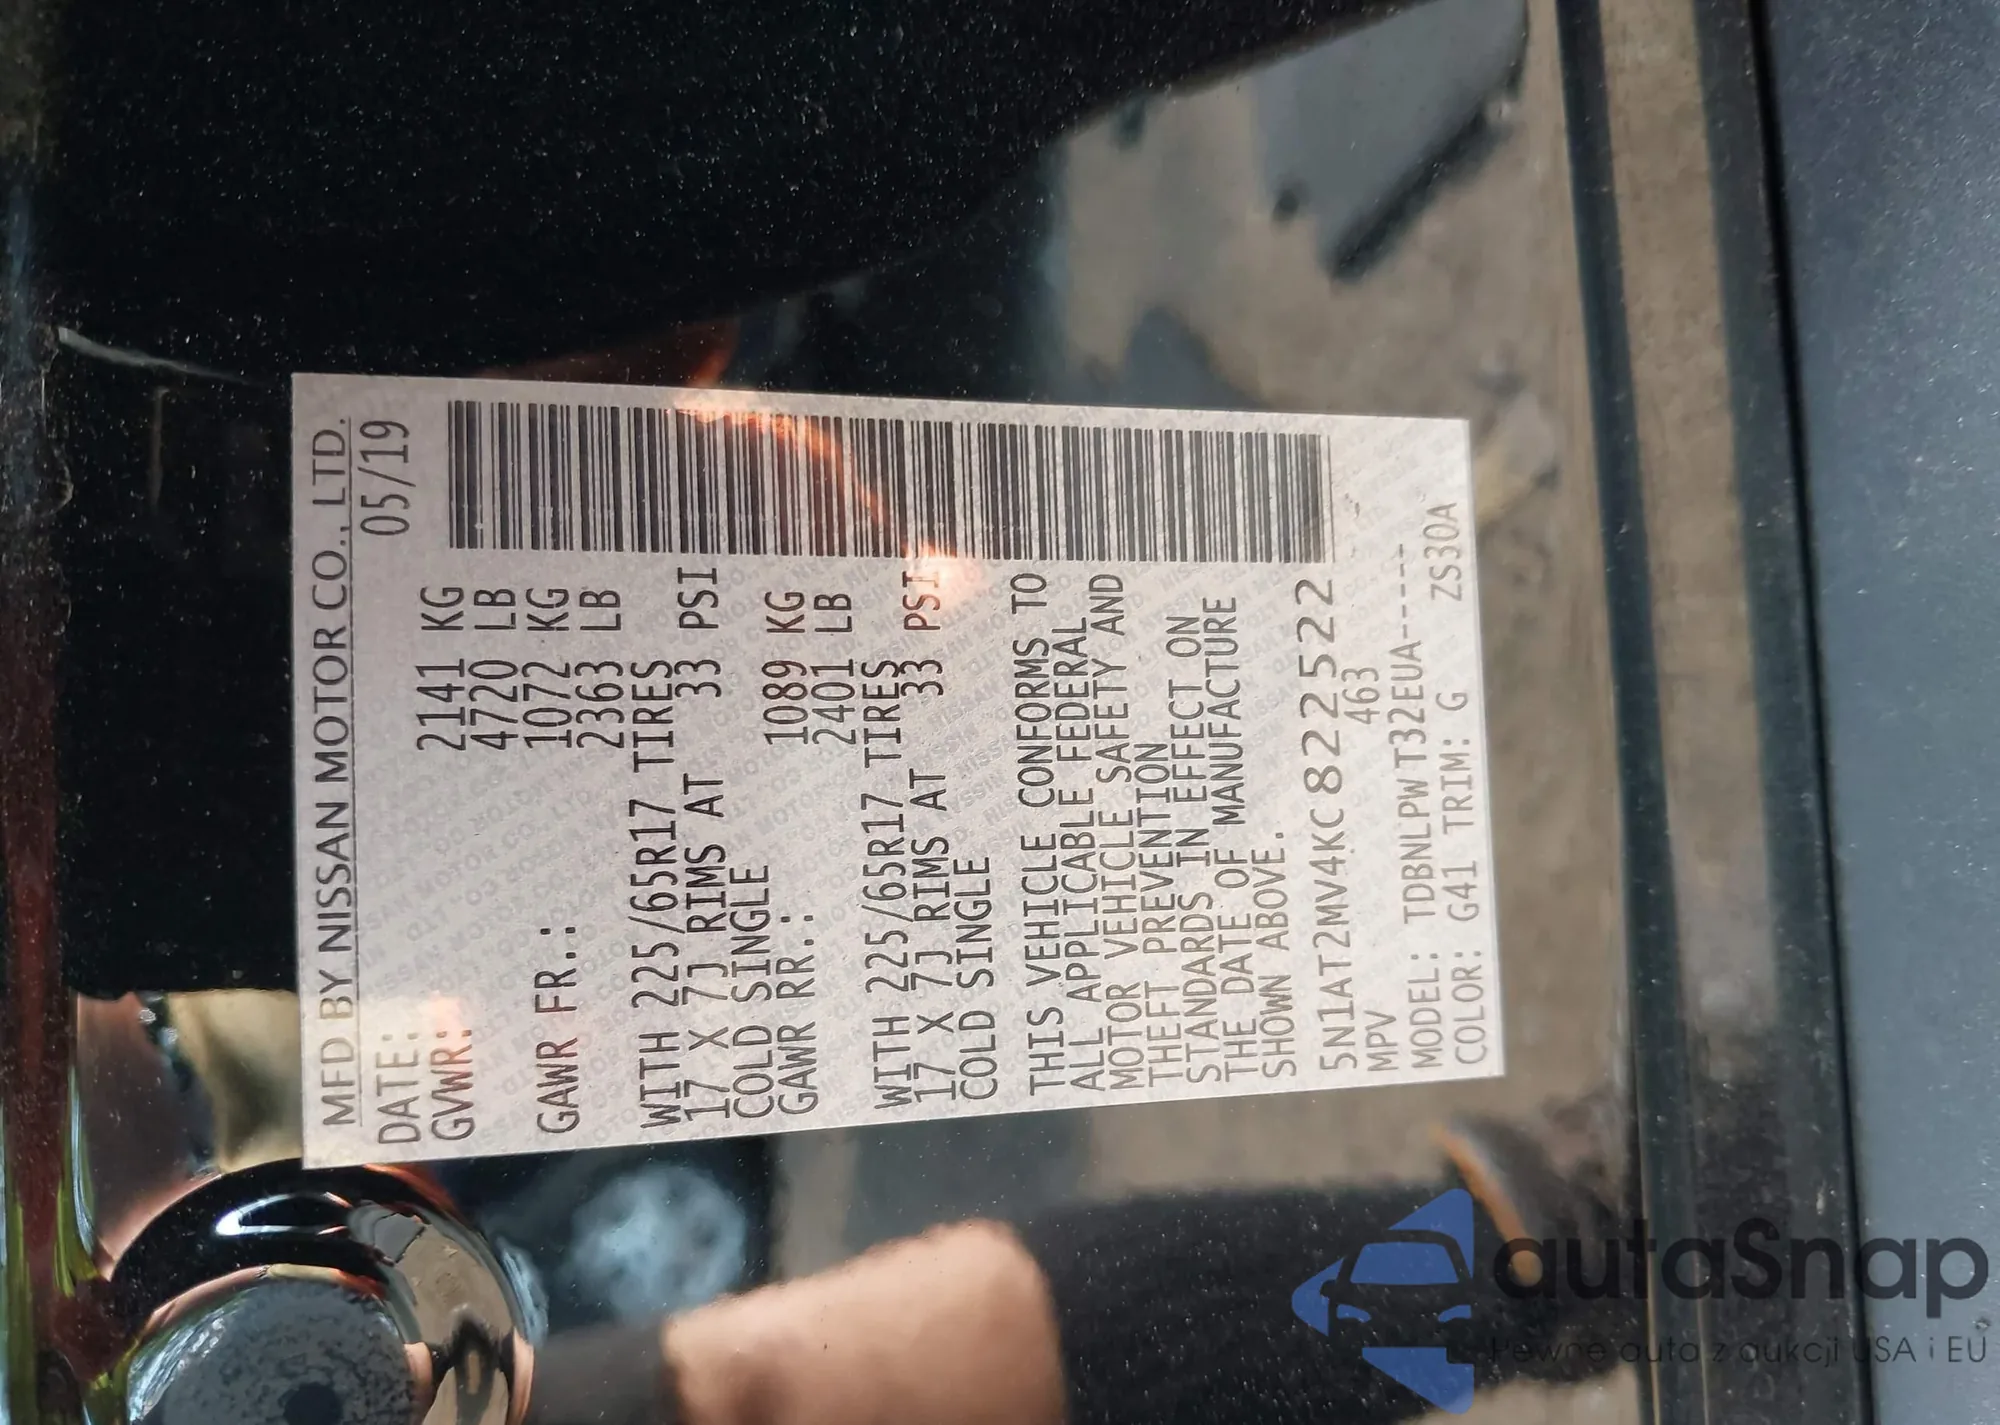 MFD BY NISSAN MOTOR CO., LTD.
DATE: 05/19
GVWR: 2141 KG
4720 LB
GAWR FR.: 1072 KG
2363 LB
WITH 225/65R17 TIRES
17 X 7J RIMS AT 33 PSI
COLD SINGLE
GAWR RR.: 1089 KG
2401 LB
WITH 225/65R17 TIRES
17 X 7J RIMS AT 33 PSI
COLD SINGLE
THIS VEHICLE CONFORMS TO
ALL APPLICABLE FEDERAL
MOTOR VEHICLE SAFETY AND
THEFT PREVENTION
STANDARDS IN EFFECT ON
THE DATE OF MANUFACTURE
SHOWN ABOVE.
5N1AT2MV4KC822522
MPV 463
MODEL: TDBNLPW T32EUA-----
COLOR: G41 TRIM: G ZS30A
autaSnap
Pewne auta z aukcji USA i EU